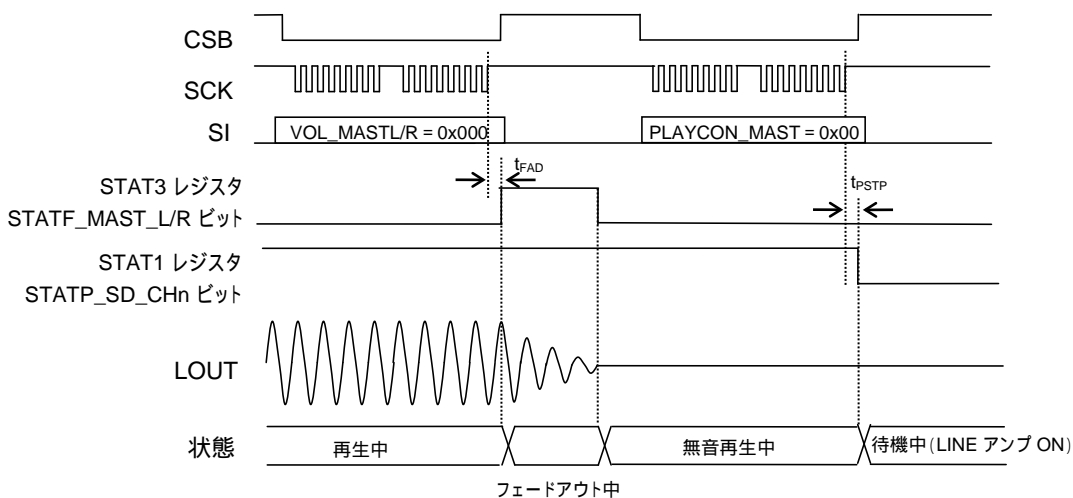 CSB
SCK
SI
VOL_MASTL/R = 0x000
PLAYCON_MAST = 0x00
tFAD
tPSTP
STAT3 レジスタ
STATF_MAST_L/R ビット
STAT1 レジスタ
STATP_SD_CHn ビット
LOUT
状態
再生中
無音再生中
待機中(LINE アンプ ON)
フェードアウト中